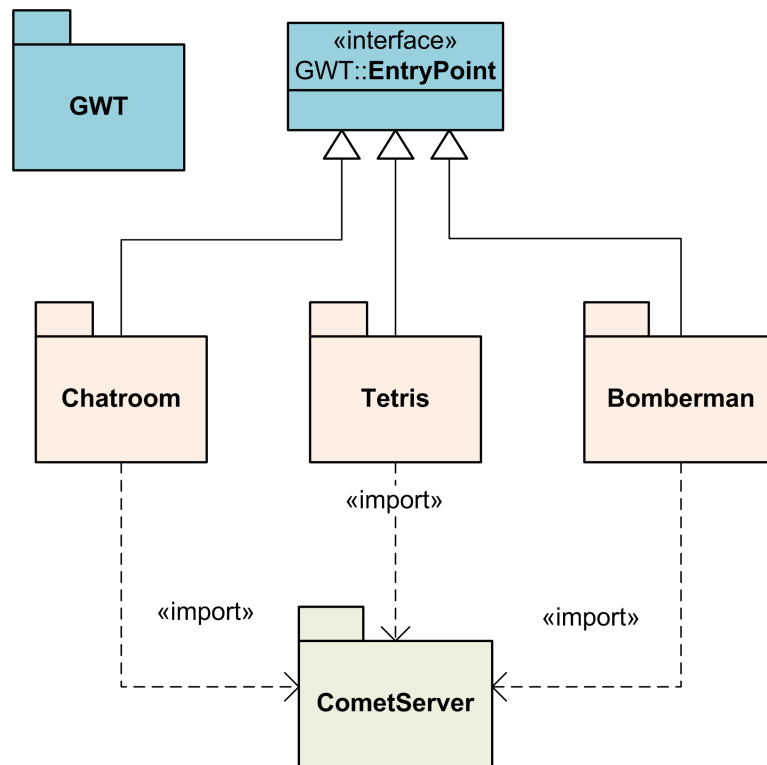 GWT
«interface»
GWT::EntryPoint
Chatroom
Tetris
Bomberman
«import»
«import»
«import»
CometServer